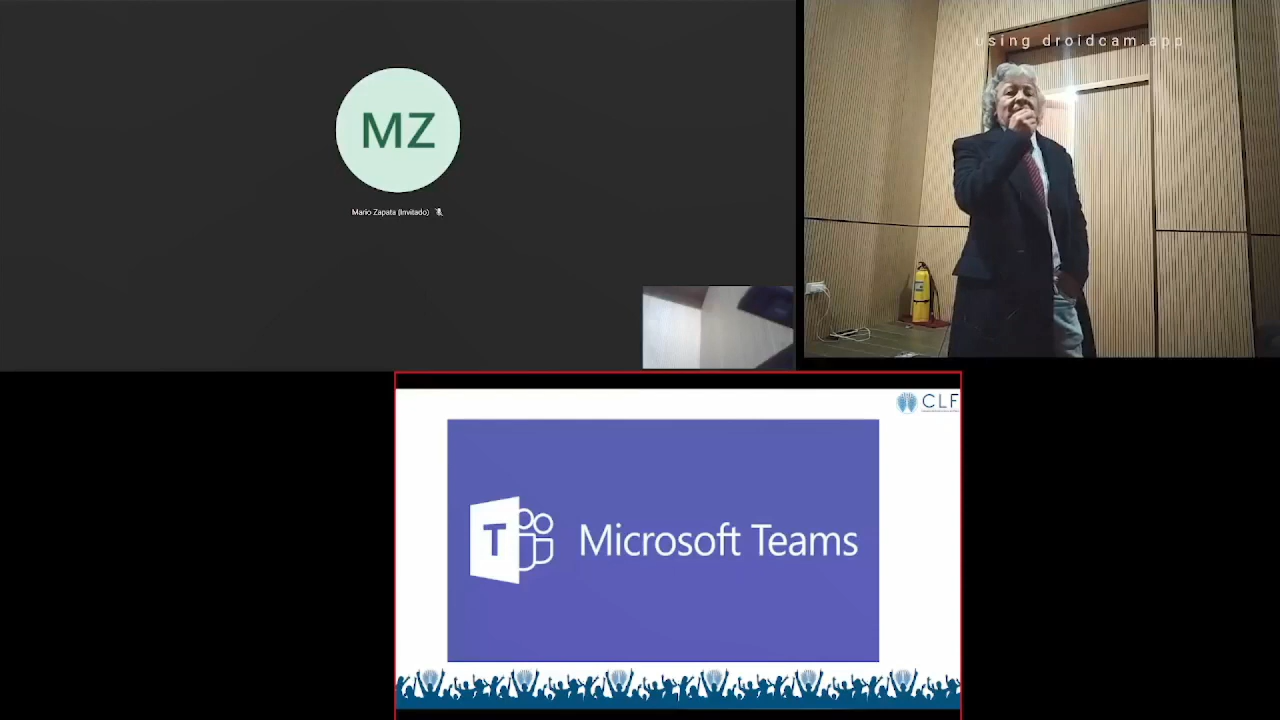 using droidcam.app
MZ
Mario Zapata (Invitado)
CLF
T Microsoft Teams